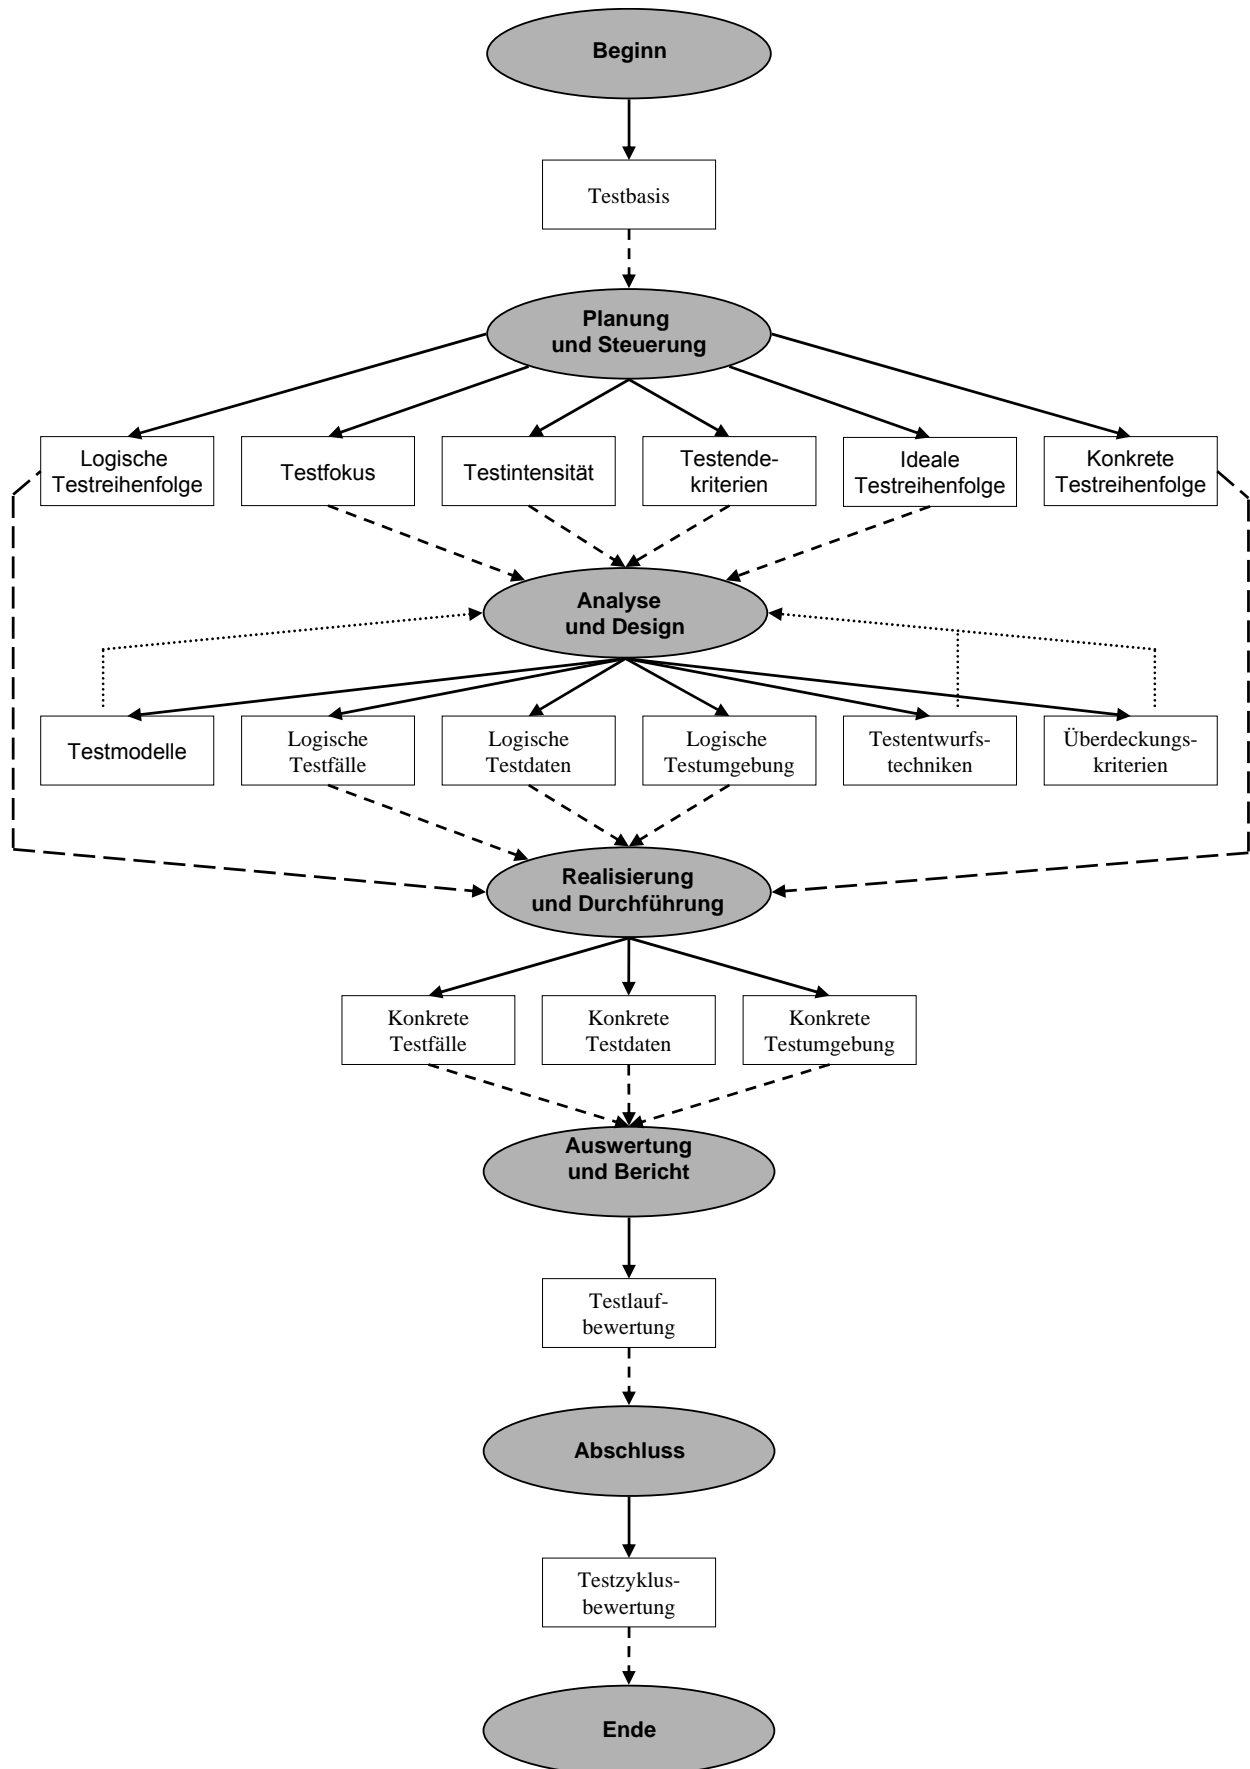 Beginn
Testbasis
Planung
und Steuerung
Logische
Testreihenfolge
Testfokus
Testintensität
Testende-
kriterien
Ideale
Testreihenfolge
Konkrete
Testreihenfolge
Analyse
und Design
Testmodelle
Logische
Testfälle
Logische
Testdaten
Logische
Testumgebung
Testentwurfs-
techniken
Überdeckungs-
kriterien
Realisierung
und Durchführung
Konkrete
Testfälle
Konkrete
Testdaten
Konkrete
Testumgebung
Auswertung
und Bericht
Testlauf-
bewertung
Abschluss
Testzyklus-
bewertung
Ende